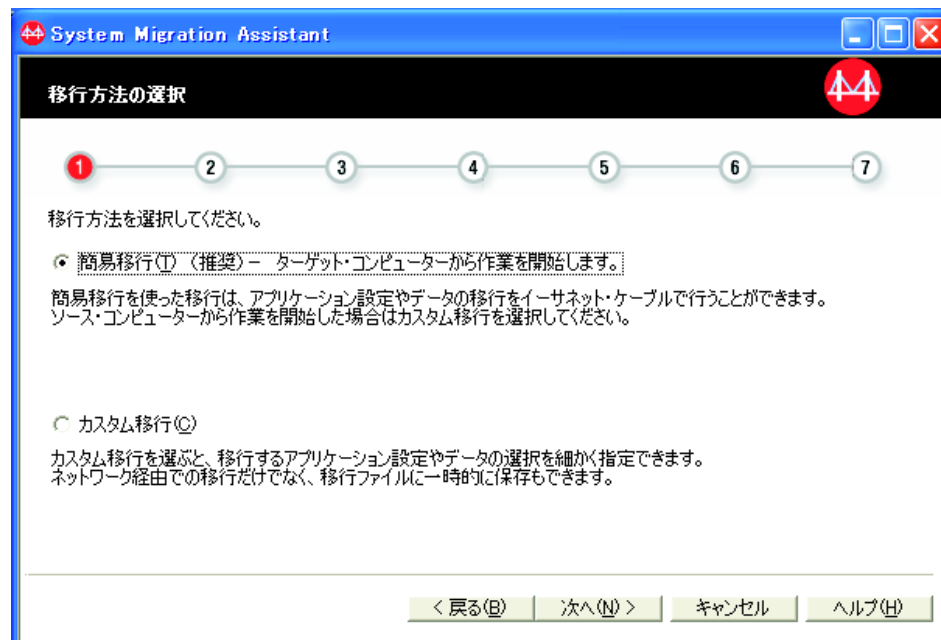 System Migration Assistant
移行方法の選択
1 2 3 4 5 6 7
移行方法を選択してください。
簡易移行(T) (推奨) － ターゲット・コンピューターから作業を開始します。
簡易移行を使った移行は、アプリケーション設定やデータの移行をイーサネット・ケーブルで行うことができます。
ソース・コンピューターから作業を開始した場合はカスタム移行を選択してください。
カスタム移行(C)
カスタム移行を選ぶと、移行するアプリケーション設定やデータの選択を細かく指定できます。
ネットワーク経由での移行だけでなく、移行ファイルに一時的に保存もできます。
< 戻る(B) 次へ(N) > キャンセル ヘルプ(H)